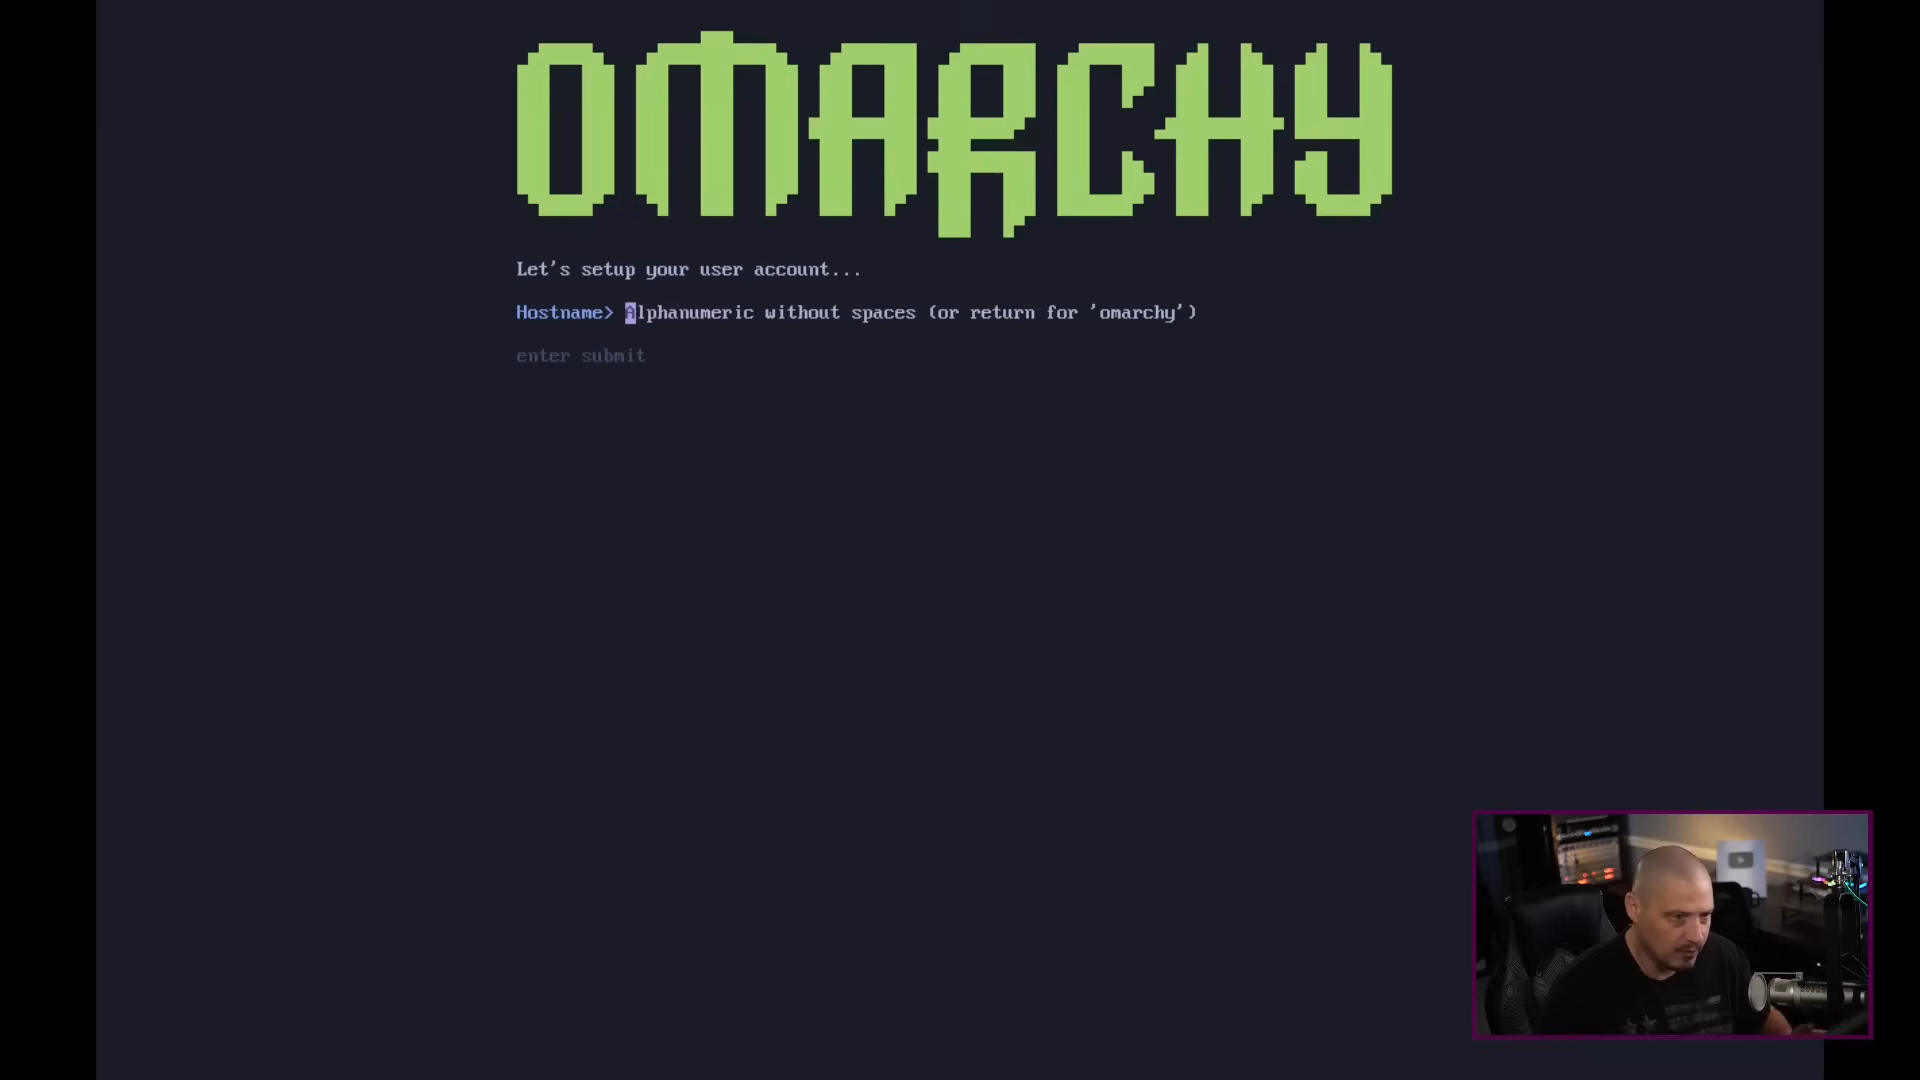 OMARCHY
Let's setup your user account...
Hostname> Alphanumeric without spaces (or return for 'omarchy')
enter submit